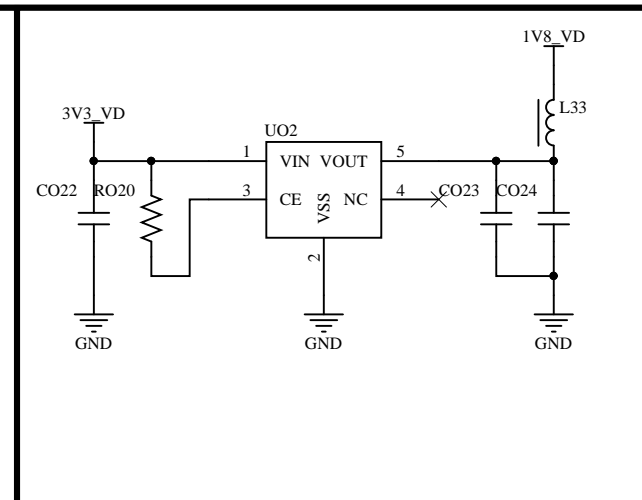 1V8_VD
L33
3V3_VD
UO2
1 VIN VOUT 5
CO22 RO20 3 CE VSS NC 4 CO23 CO24
2
GND GND GND